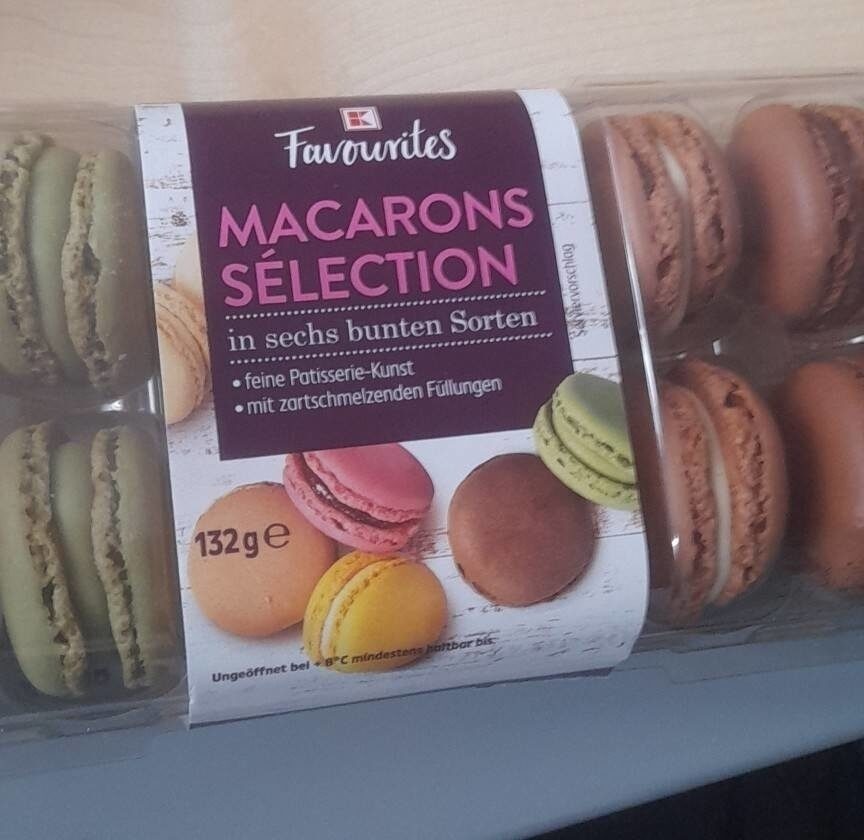 K
Favourites
MACARONS
SÉLECTION
in sechs bunten Sorten
• feine Patisserie-Kunst
• mit zartschmelzenden Füllungen
Serviervorschlag
132g e
Ungeöffnet bei + 8°C mindestens haltbar bis: